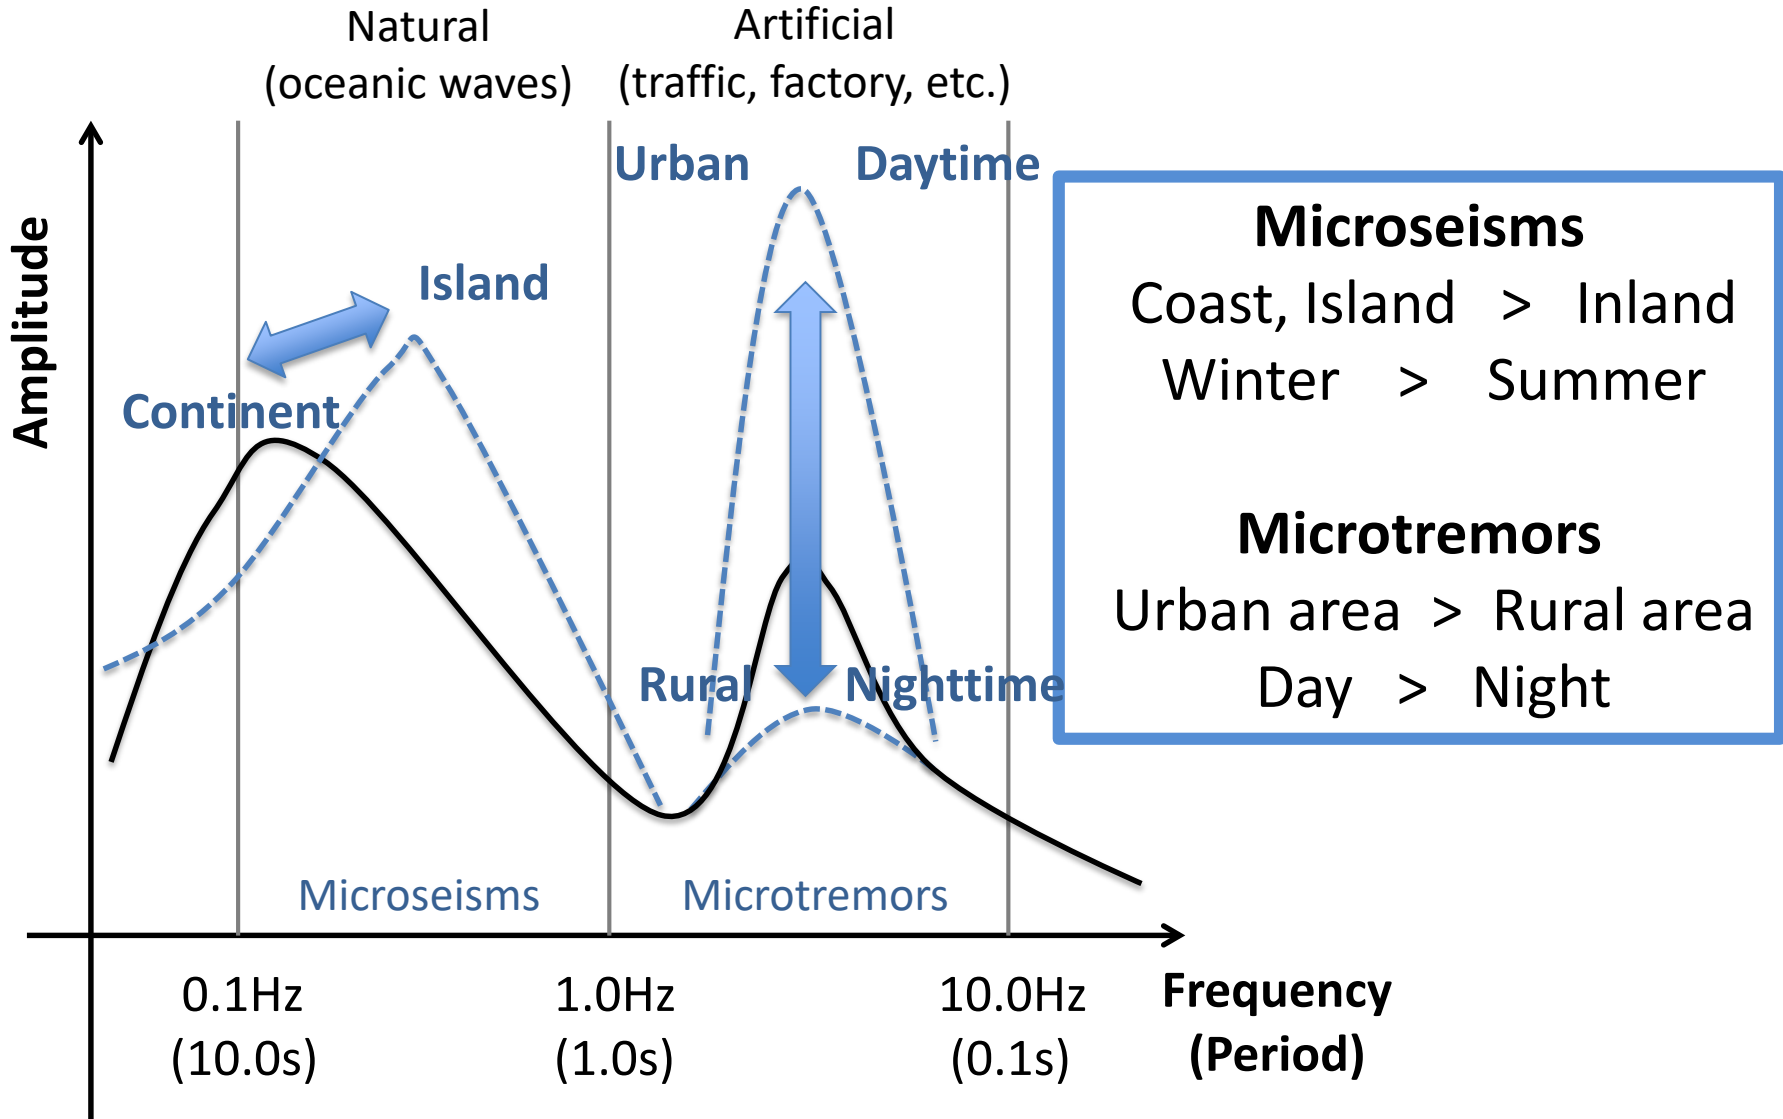 Natural
(oceanic waves)
Artificial
(traffic, factory, etc.)
Urban
Daytime
Island
Continent
Amplitude
Rural
Nighttime
Microseisms
Microtremors
0.1Hz
(10.0s)
1.0Hz
(1.0s)
10.0Hz
(0.1s)
Frequency
(Period)
Microseisms
Coast, Island > Inland
Winter > Summer
Microtremors
Urban area > Rural area
Day > Night